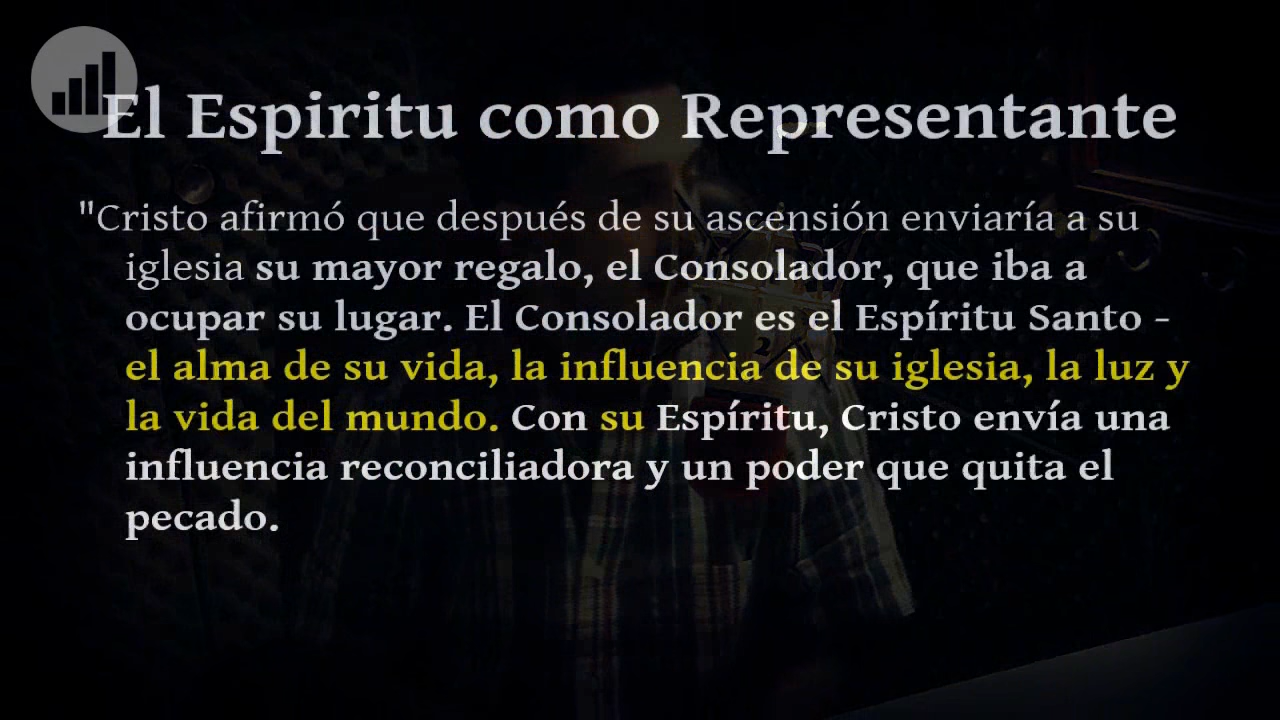 El Espiritu como Representante
"Cristo afirmó que después de su ascensión enviaría a su
iglesia su mayor regalo, el Consolador, que iba a
ocupar su lugar. El Consolador es el Espíritu Santo -
el alma de su vida, la influencia de su iglesia, la luz y
la vida del mundo. Con su Espíritu, Cristo envía una
influencia reconciliadora y un poder que quita el
pecado.